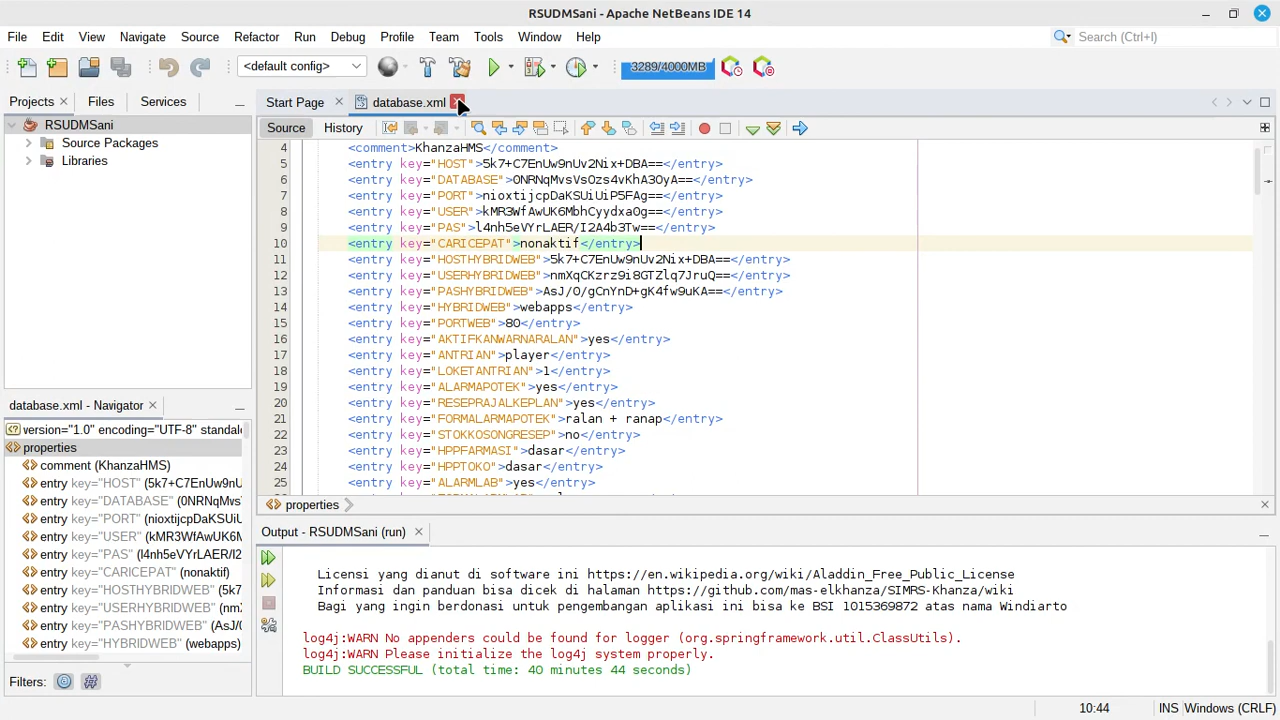 RSUDMSani - Apache NetBeans IDE 14
File Edit View Navigate Source Refactor Run Debug Profile Team Tools Window Help
Search (Ctrl+I)
<default config>
3289/4000MB
Projects Files Services
RSUDMSani
Source Packages
Libraries
Start Page database.xml
Source History
4 <comment>KhanzaHMS</comment>
5 <entry key="HOST">5k7+C7EnUw9nUv2Nix+DBA==</entry>
6 <entry key="DATABASE">0NRNqMvsVsOzs4vKhA3OyA==</entry>
7 <entry key="PORT">nioxtijcpDaKSUiUiP5FAg==</entry>
8 <entry key="USER">kMR3WfAwUK6MbhCyydxaOg==</entry>
9 <entry key="PAS">l4nh5eVYrLAER/I2A4b3Tw==</entry>
10 <entry key="CARICEPAT">nonaktif</entry>
11 <entry key="HOSTHYBRIDWEB">5k7+C7EnUw9nUv2Nix+DBA==</entry>
12 <entry key="USERHYBRIDWEB">nmXqCKzrz9i8GTZlq7JruQ==</entry>
13 <entry key="PASHYBRIDWEB">AsJ/0/gCnYnD+gK4fw9uKA==</entry>
14 <entry key="HYBRIDWEB">webapps</entry>
15 <entry key="PORTWEB">80</entry>
16 <entry key="AKTIFKANWARNARALAN">yes</entry>
17 <entry key="ANTRIAN">player</entry>
18 <entry key="LOKETANTRIAN">1</entry>
19 <entry key="ALARMAPOTEK">yes</entry>
20 <entry key="RESEPRAJALKEPLAN">yes</entry>
21 <entry key="FORMALARMAPOTEK">ralan + ranap</entry>
22 <entry key="STOKKOSONGRESEP">no</entry>
23 <entry key="HPPFARMASI">dasar</entry>
24 <entry key="HPPTOKO">dasar</entry>
25 <entry key="ALARMLAB">yes</entry>
properties
database.xml - Navigator
version="1.0" encoding="UTF-8" standal
properties
comment (KhanzaHMS)
entry key="HOST" (5k7+C7EnUw9nU
entry key="DATABASE" (0NRNqMvs
entry key="PORT" (nioxtijcpDaKSUiU
entry key="USER" (kMR3WfAwUK6M
entry key="PAS" (l4nh5eVYrLAER/I2
entry key="CARICEPAT" (nonaktif)
entry key="HOSTHYBRIDWEB" (5k7
entry key="USERHYBRIDWEB" (nm
entry key="PASHYBRIDWEB" (AsJ/0
entry key="HYBRIDWEB" (webapps)
Filters:
Output - RSUDMSani (run)
Licensi yang dianut di software ini https://en.wikipedia.org/wiki/Aladdin_Free_Public_License
Informasi dan panduan bisa dicek di halaman https://github.com/mas-elkhanza/SIMRS-Khanza/wiki
Bagi yang ingin berdonasi untuk pengembangan aplikasi ini bisa ke BSI 1015369872 atas nama Windiarto
log4j:WARN No appenders could be found for logger (org.springframework.util.ClassUtils).
log4j:WARN Please initialize the log4j system properly.
BUILD SUCCESSFUL (total time: 40 minutes 44 seconds)
10:44 INS Windows (CRLF)